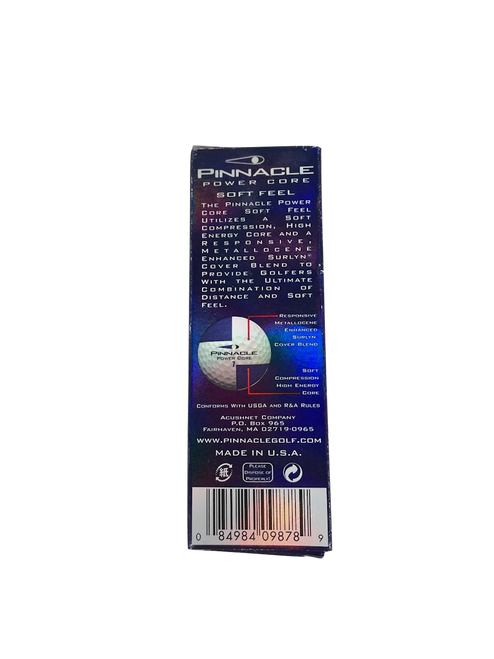 PINNACLE
POWER CORE
SOFT FEEL
THE PINNACLE POWER
CORE SOFT FEEL
UTILIZES A SOFT
COMPRESSION, HIGH
ENERGY CORE AND A
RESPONSIVE,
METALLOCENE
ENHANCED SURLYN®
COVER BLEND TO
PROVIDE GOLFERS
WITH THE ULTIMATE
COMBINATION OF
DISTANCE AND SOFT
FEEL.
RESPONSIVE
METALLOCENE
ENHANCED
SURLYN®
COVER BLEND
PINNACLE
POWER CORE
1
SOFT
COMPRESSION
HIGH ENERGY
CORE
CONFORMS WITH USGA AND R&A RULES
ACUSHNET COMPANY
P.O. BOX 965
FAIRHAVEN, MA 02719-0965
WWW.PINNACLEGOLF.COM
MADE IN U.S.A.
紙
PLEASE
DISPOSE OF
PROPERLY!
0 84984 09878 9